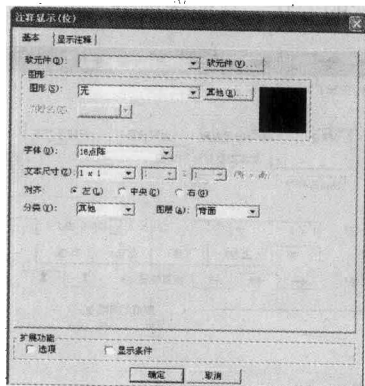 注释显示(位)
基本 显示注释
软元件(D): 软元件(V)...
图形
图形(S): 无 其他(R)...
字体(O): 16点阵
文本尺寸(Z): 1 x 1
对齐 左(L) 中央(C) 右(G)
分类(Y): 其他 图层(A): 背面
扩展功能
选项 显示条件
确定 取消